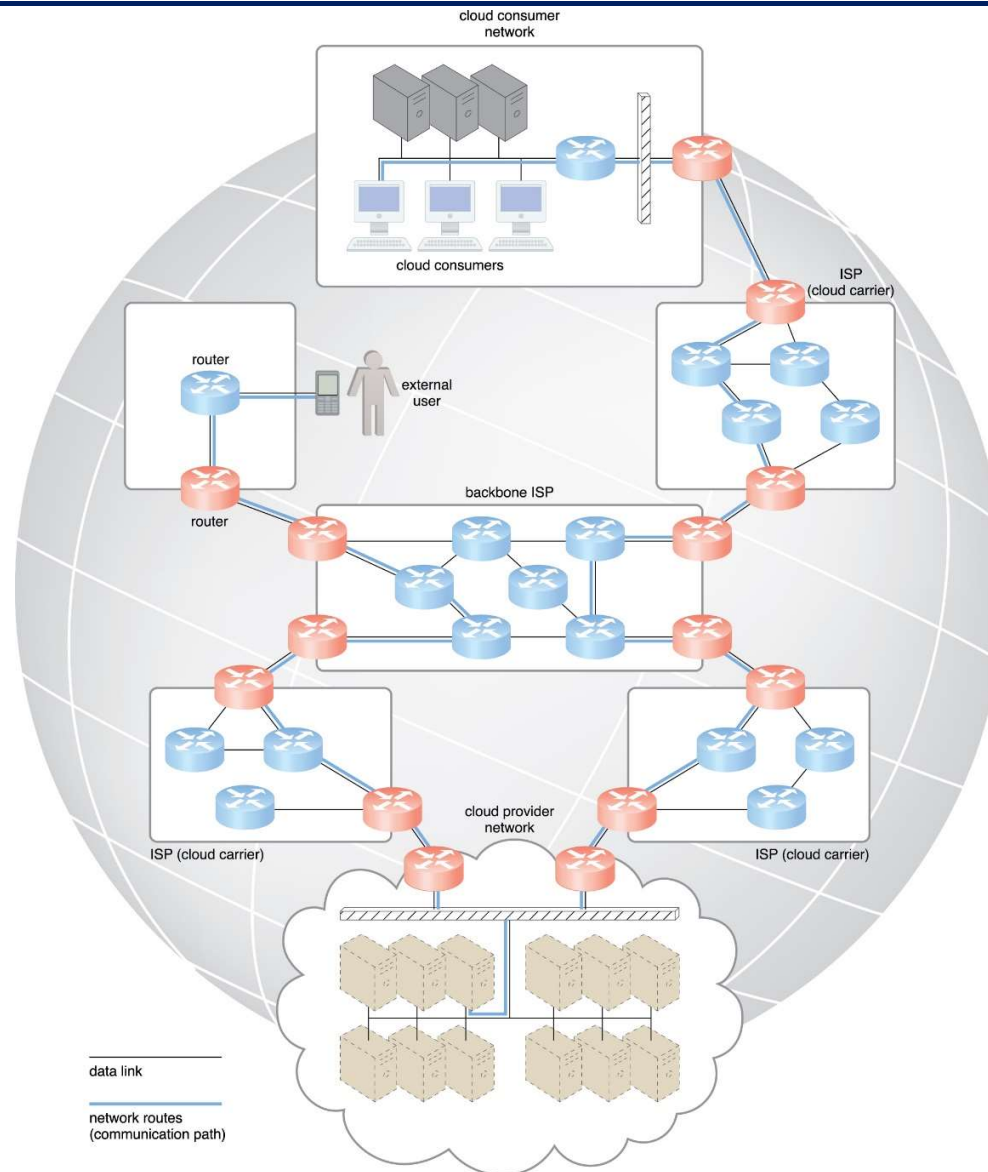 cloud consumer
network
cloud consumers
ISP
(cloud carrier)
router
external
user
router
backbone ISP
cloud provider
network
ISP (cloud carrier)
ISP (cloud carrier)
data link
network routes
(communication path)